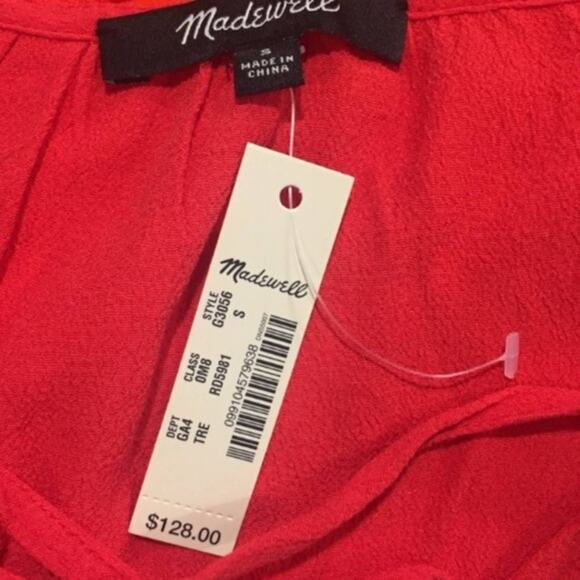 Madewell
S
MADE IN
CHINA
Madewell
STYLE
G3056
S
CLASS
0M8
RD5981
DEPT
GA4
TRE
099104579638
$128.00